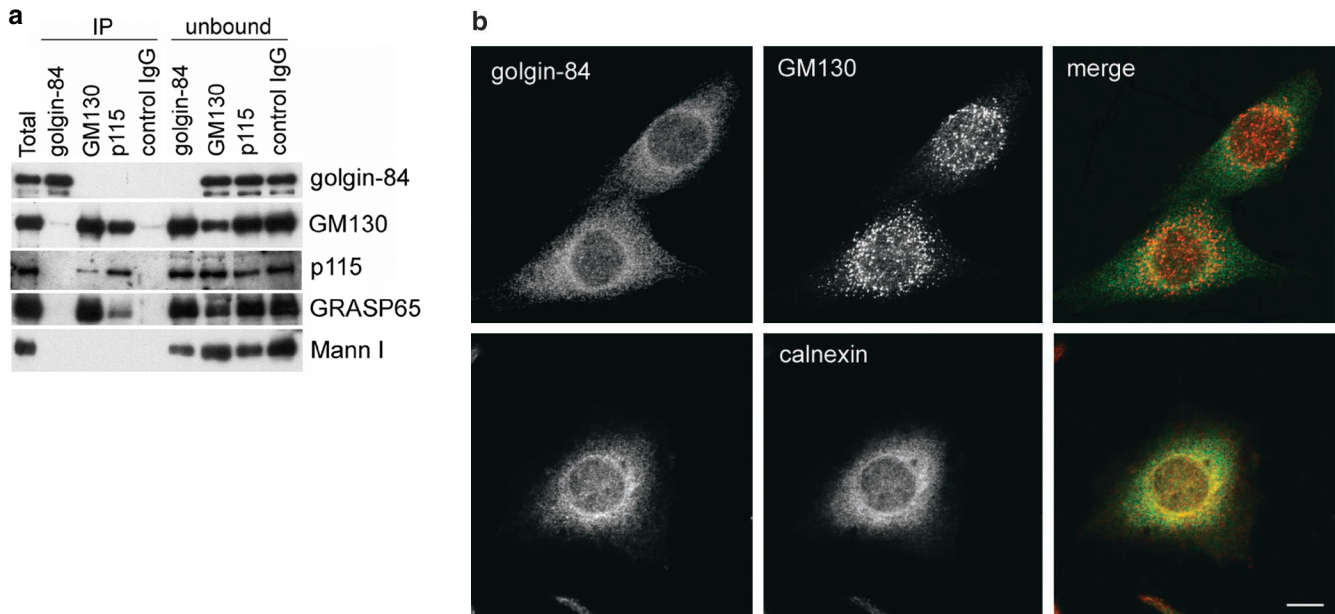 a
IP unbound
Total golgin-84 GM130 p115 control IgG golgin-84 GM130 p115 control IgG
golgin-84
GM130
p115
GRASP65
Mann I
b
golgin-84 GM130 merge
calnexin